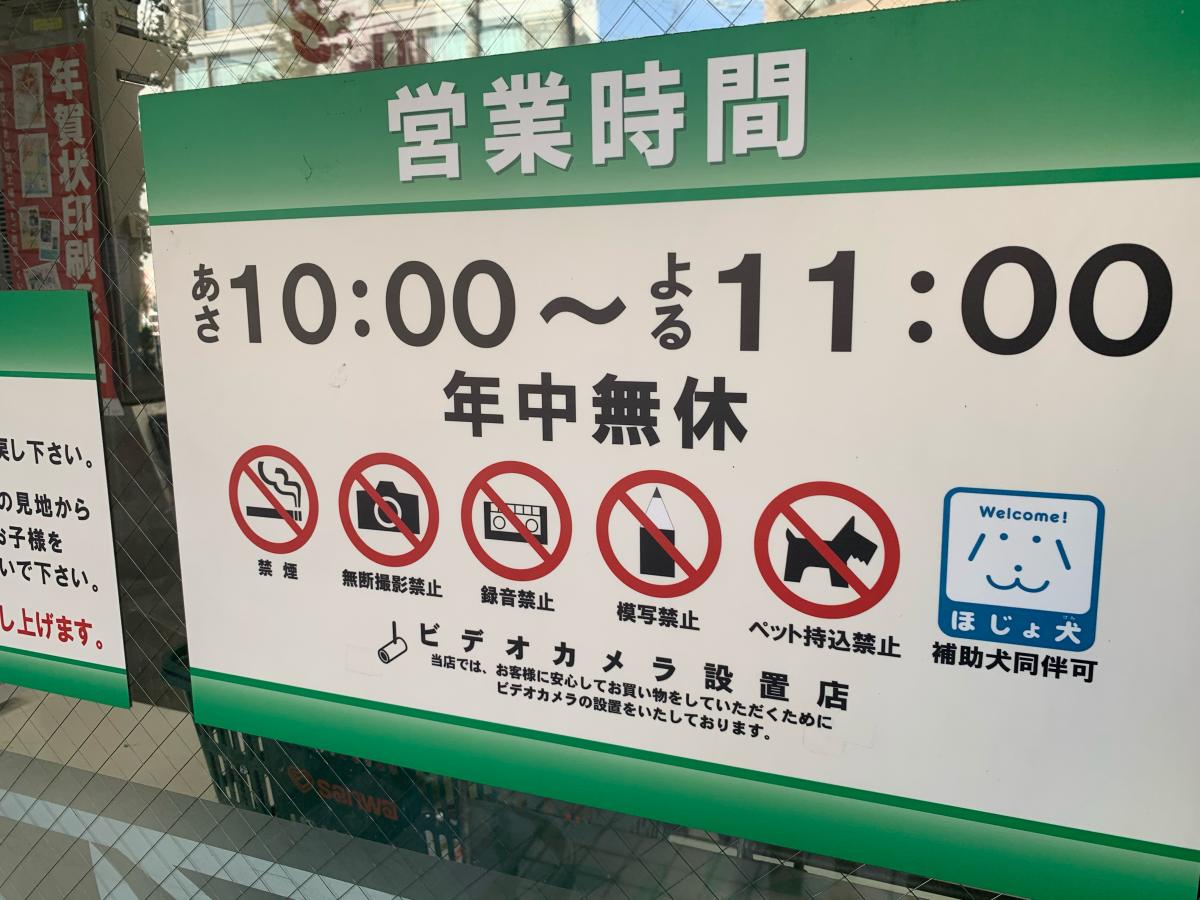 年賀状印刷
営業時間
あさ10:00～よる11:00
年中無休
禁煙
無断撮影禁止
録音禁止
模写禁止
ペット持込禁止
Welcome!
ほじょ犬
けん
補助犬同伴可
ビデオカメラ設置店
当店では、お客様に安心してお買い物をしていただくために
ビデオカメラの設置をいたしております。
戻し下さい。
の見地から
お子様を
いで下さい。
し上げます。
sanwa